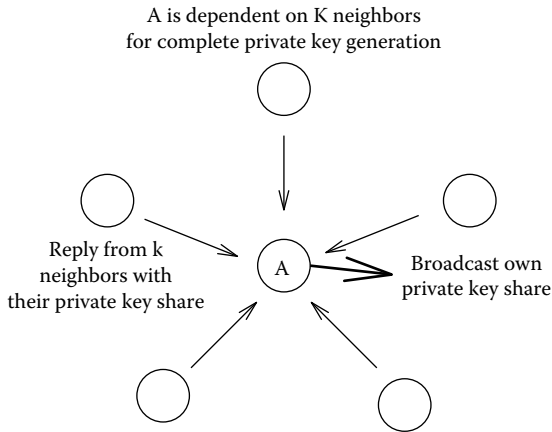 A is dependent on K neighbors
for complete private key generation
Reply from k
neighbors with
their private key share
A
Broadcast own
private key share